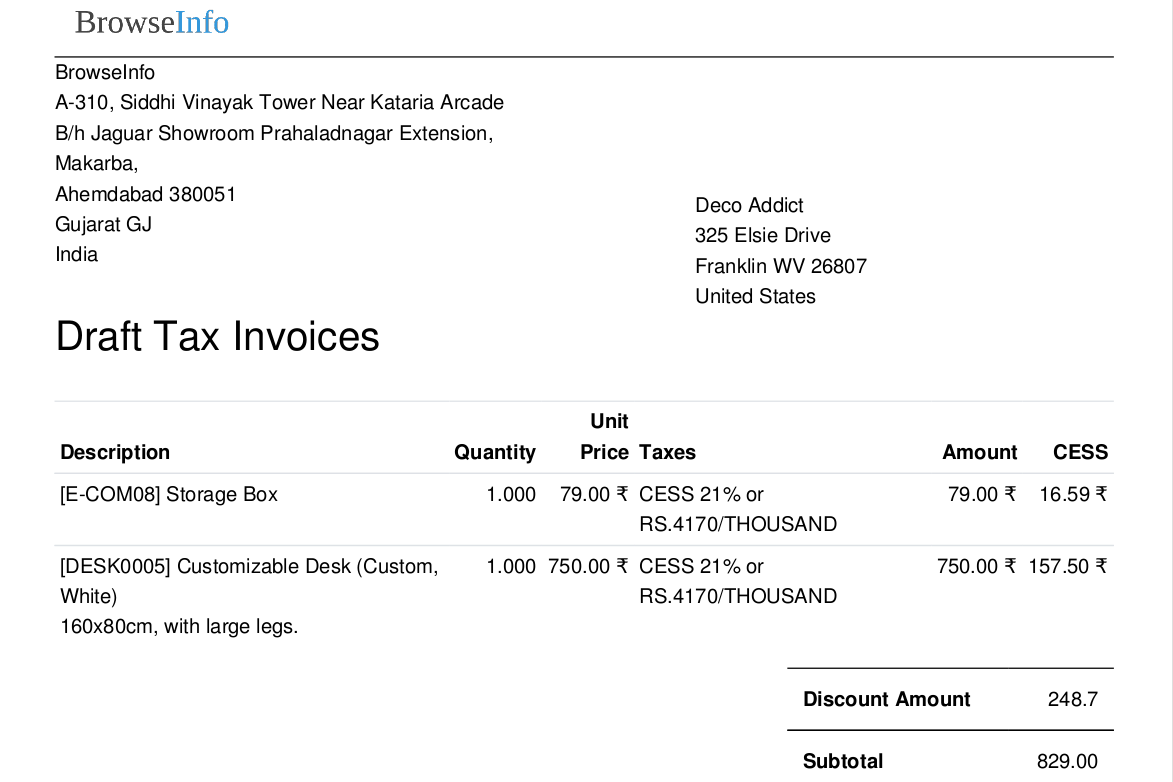 BrowseInfo
BrowseInfo
A-310, Siddhi Vinayak Tower Near Kataria Arcade
B/h Jaguar Showroom Prahaladnagar Extension,
Makarba,
Ahemdabad 380051
Gujarat GJ
India
Deco Addict
325 Elsie Drive
Franklin WV 26807
United States
Draft Tax Invoices
Unit
Description Quantity Price Taxes Amount CESS
[E-COM08] Storage Box 1.000 79.00 ₹ CESS 21% or 79.00 ₹ 16.59 ₹
RS.4170/THOUSAND
[DESK0005] Customizable Desk (Custom, 1.000 750.00 ₹ CESS 21% or 750.00 ₹ 157.50 ₹
White) RS.4170/THOUSAND
160x80cm, with large legs.
Discount Amount 248.7
Subtotal 829.00